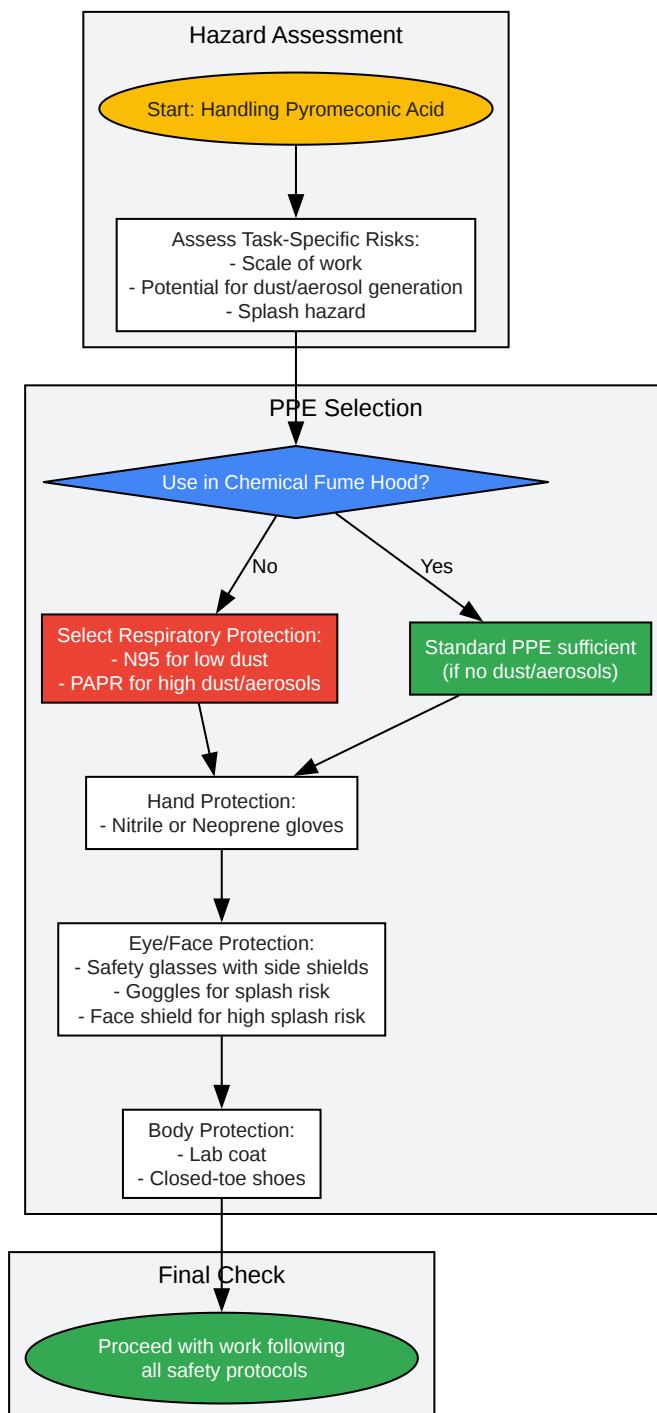 Hazard Assessment
Start: Handling Pyromeconic Acid
Assess Task-Specific Risks:
- Scale of work
- Potential for dust/aerosol generation
- Splash hazard
PPE Selection
Use in Chemical Fume Hood?
No
Yes
Select Respiratory Protection:
- N95 for low dust
- PAPR for high dust/aerosols
Standard PPE sufficient
(if no dust/aerosols)
Hand Protection:
- Nitrile or Neoprene gloves
Eye/Face Protection:
- Safety glasses with side shields
- Goggles for splash risk
- Face shield for high splash risk
Body Protection:
- Lab coat
- Closed-toe shoes
Final Check
Proceed with work following
all safety protocols